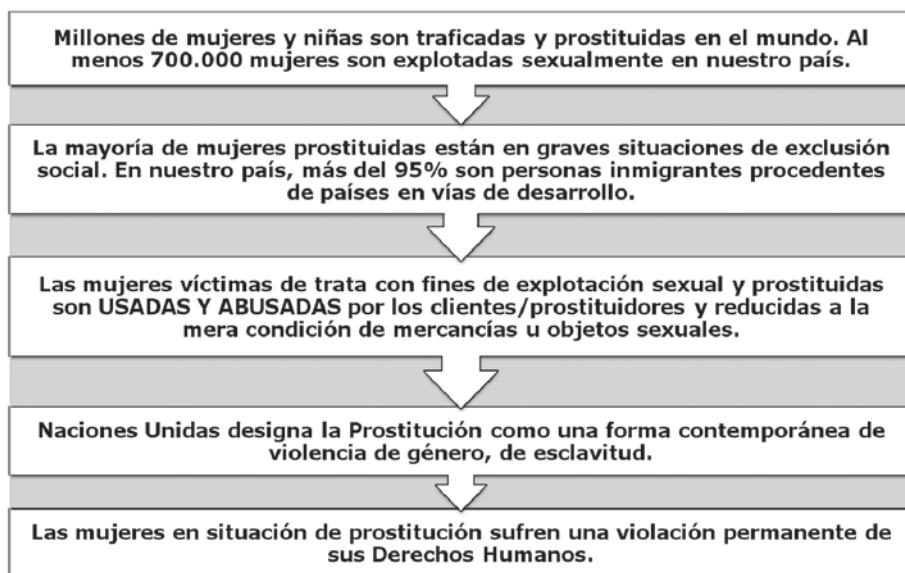 Millones de mujeres y niñas son traficadas y prostituidas en el mundo. Al
menos 700.000 mujeres son explotadas sexualmente en nuestro país.
La mayoría de mujeres prostituidas están en graves situaciones de exclusión
social. En nuestro país, más del 95% son personas inmigrantes procedentes
de países en vías de desarrollo.
Las mujeres víctimas de trata con fines de explotación sexual y prostituidas
son USADAS Y ABUSADAS por los clientes/prostituidores y reducidas a la
mera condición de mercancías u objetos sexuales.
Naciones Unidas designa la Prostitución como una forma contemporánea de
violencia de género, de esclavitud.
Las mujeres en situación de prostitución sufren una violación permanente de
sus Derechos Humanos.